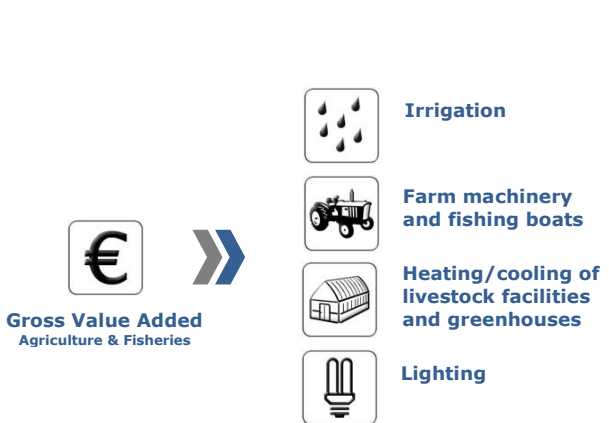 Irrigation
Farm machinery
and fishing boats
€
Heating/cooling of
livestock facilities
and greenhouses
Gross Value Added
Agriculture & Fisheries
Lighting